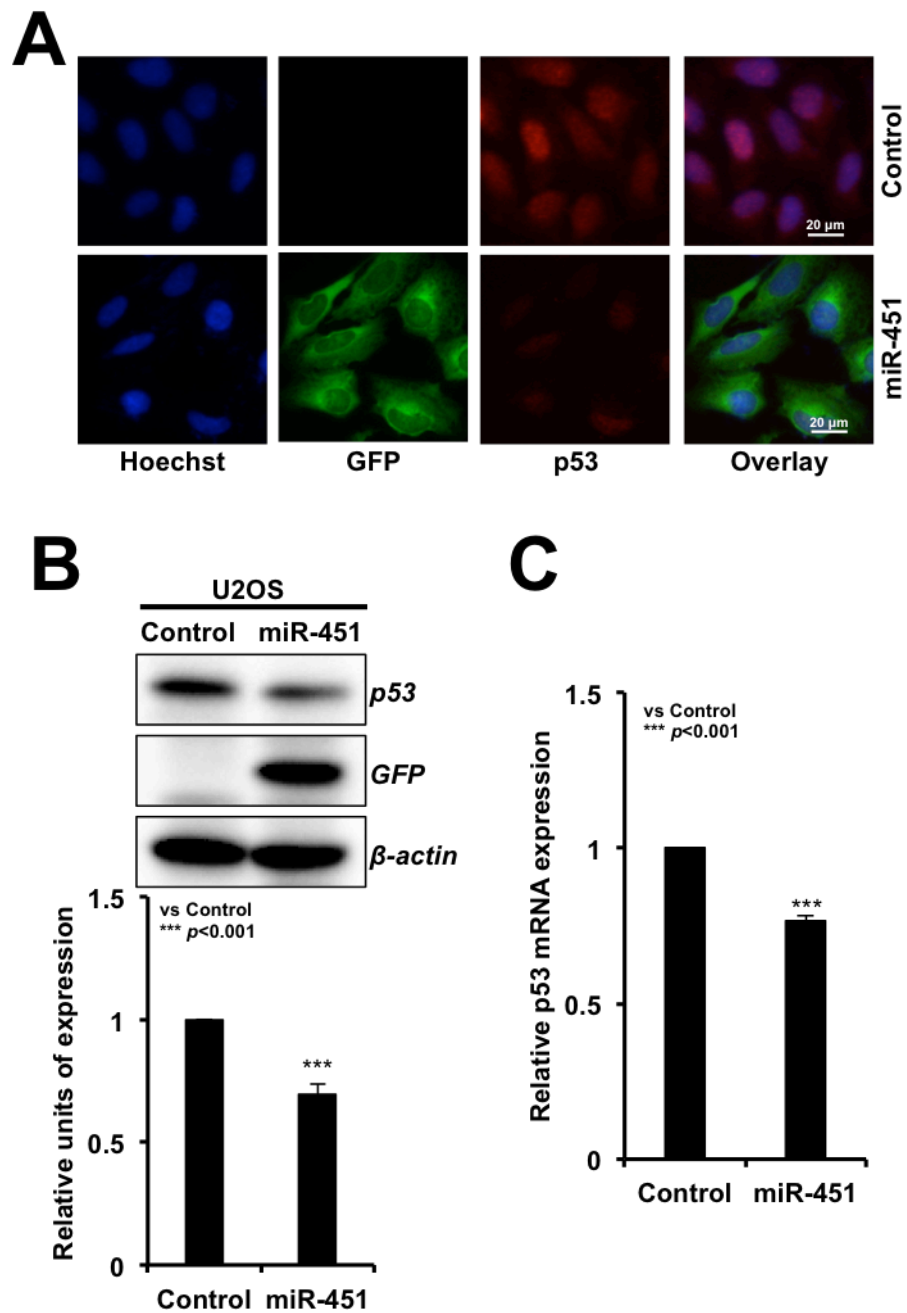 A
Control
20 µm
miR-451
20 µm
Hoechst GFP p53 Overlay
B
U2OS
Control miR-451
p53
GFP
β-actin
1.5
vs Control
*** p<0.001
Relative units of expression
1
***
0.5
0
Control miR-451
C
1.5
vs Control
*** p<0.001
Relative p53 mRNA expression
1
***
0.5
0
Control miR-451